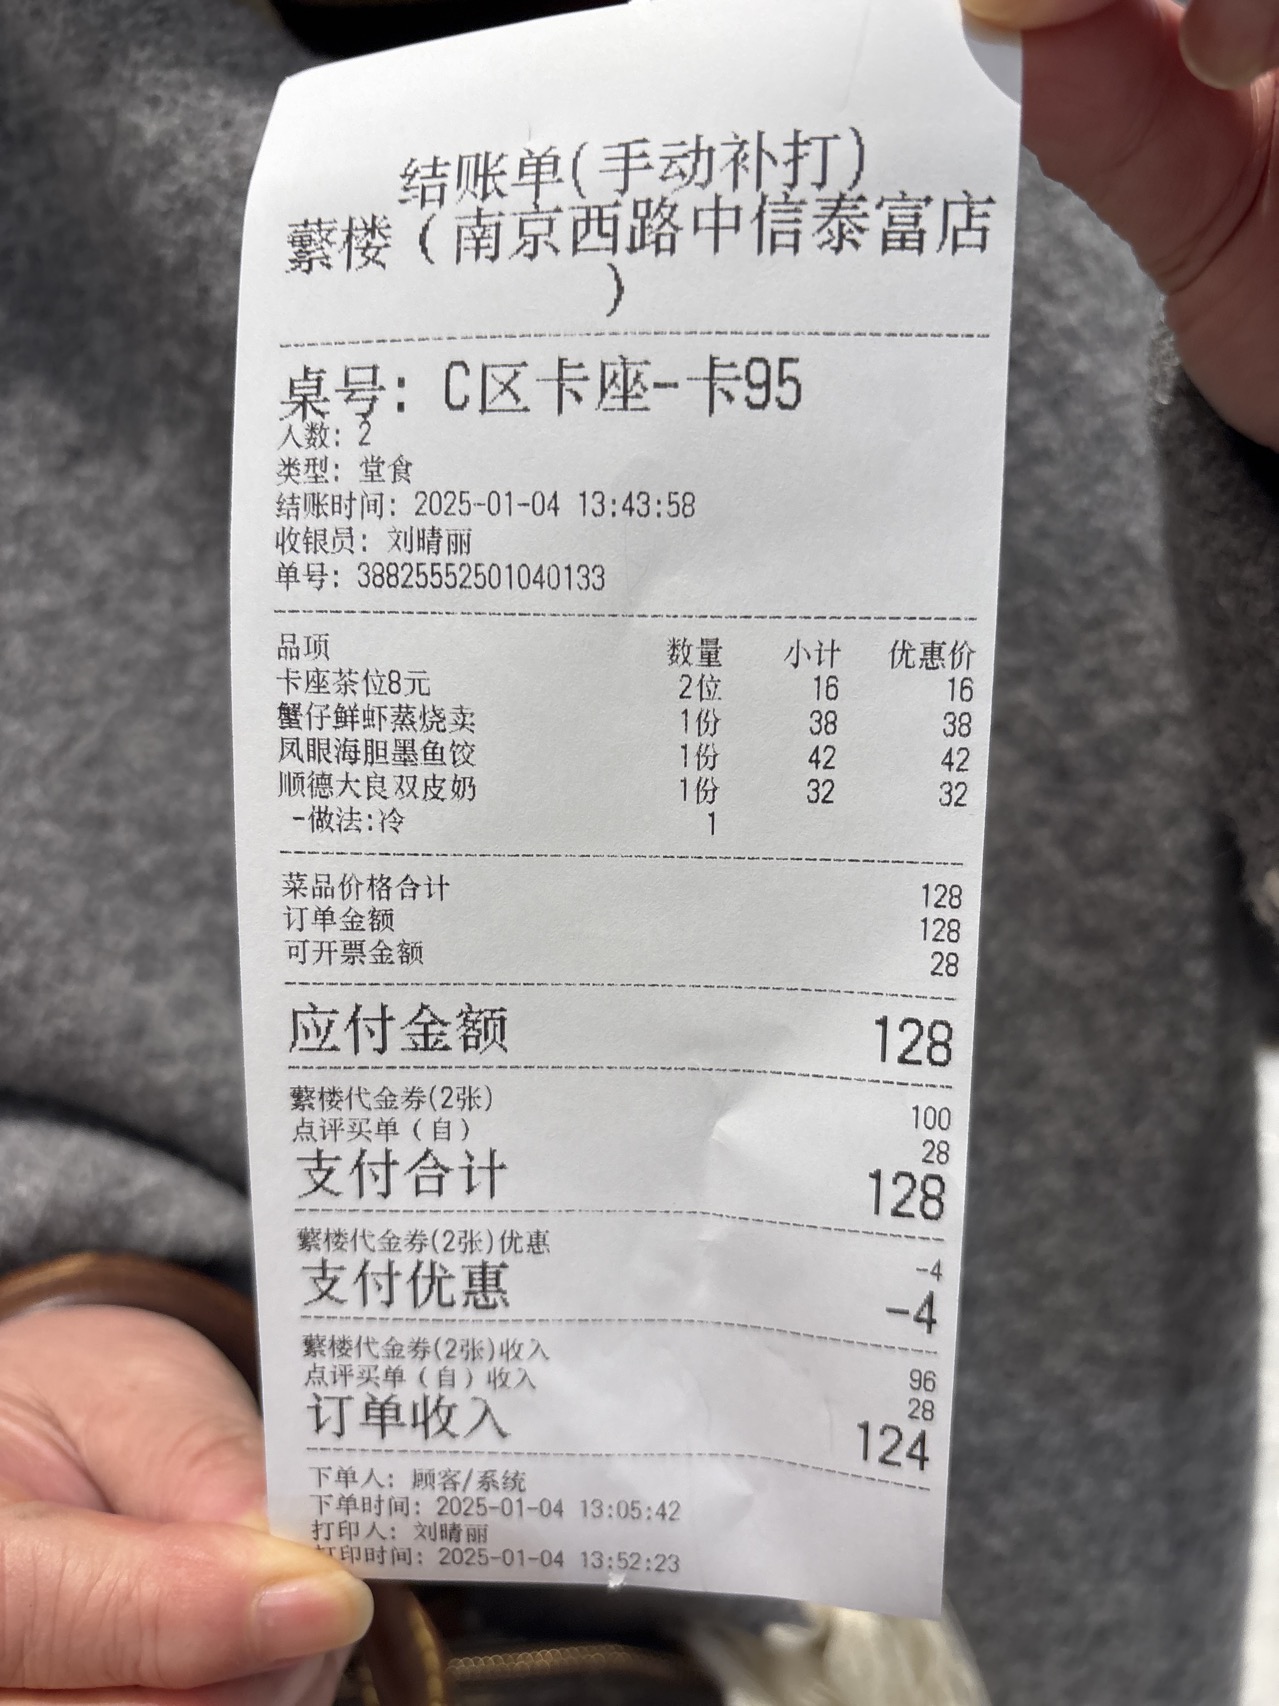 结账单(手动补打)
蘩楼(南京西路中信泰富店
)
桌号: C区卡座-卡95
人数: 2
类型: 堂食
结账时间: 2025-01-04 13:43:58
收银员: 刘晴丽
单号: 38825552501040133
品项 数量 小计 优惠价
卡座茶位8元 2位 16 16
蟹仔鲜虾蒸烧卖 1份 38 38
凤眼海胆墨鱼饺 1份 42 42
顺德大良双皮奶 1份 32 32
-做法:冷 1
菜品价格合计 128
订单金额 128
可开票金额 28
应付金额 128
蘩楼代金券(2张) 100
点评买单(自) 28
支付合计 128
蘩楼代金券(2张)优惠 -4
支付优惠 -4
蘩楼代金券(2张)收入 96
点评买单(自)收入 28
订单收入 124
下单人: 顾客/系统
下单时间: 2025-01-04 13:05:42
打印人: 刘晴丽
打印时间: 2025-01-04 13:52:23